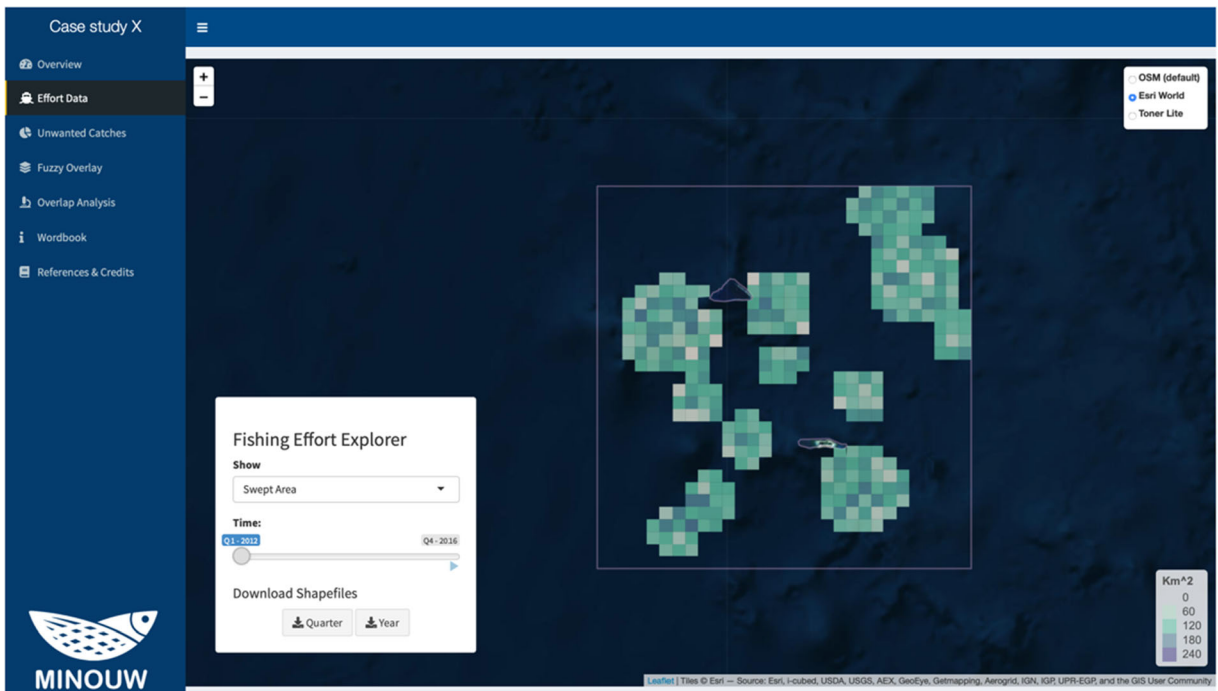 Case study X
Overview
Effort Data
Unwanted Catches
Fuzzy Overlay
Overlap Analysis
Wordbook
References & Credits
MINOUW
+
−
OSM (default)
Esri World
Toner Lite
Fishing Effort Explorer
Show
Swept Area
Time:
Q1 - 2012 Q4 - 2016
Download Shapefiles
Quarter Year
Km^2
0
60
120
180
240
Leaflet | Tiles © Esri — Source: Esri, i-cubed, USDA, USGS, AEX, GeoEye, Getmapping, Aerogrid, IGN, IGP, UPR-EGP, and the GIS User Community